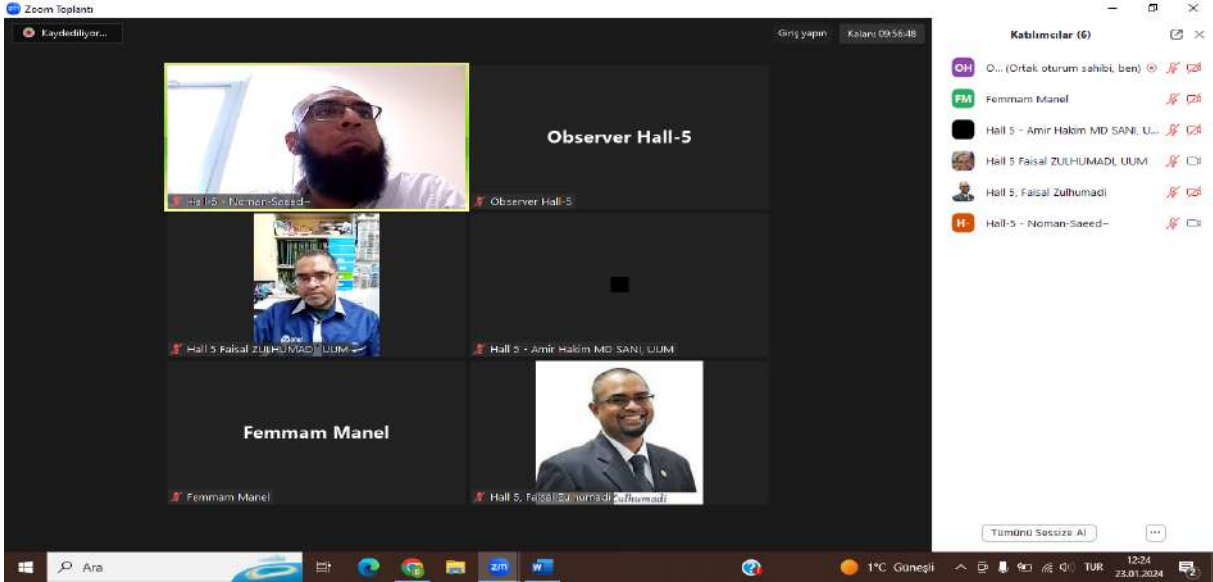 Zoom Toplantı
Kaydediliyor...
Giriş yapın
Kalan: 09:56:48
Katılımcılar (6)
OH O... (Ortak oturum sahibi, ben)
FM Femmam Manel
Hall 5 - Amir Hakim MD SANI, U...
Hall 5 Faisal ZULHUMADI, UUM
Hall 5, Faisal Zulhumadi
H- Hall-5 - Noman-Saeed~
Hall-5 - Noman-Saeed~
Observer Hall-5
Observer Hall-5
Hall 5 Faisal ZULHUMADI, UUM
Hall 5 - Amir Hakim MD SANI, UUM
Femmam Manel
Femmam Manel
Hall 5, Faisal Zulhumadi
Zulhumadi
Tümünü Sessize Al
Ara
zm
W
1°C Güneşli
TUR
12:24
23.01.2024
2